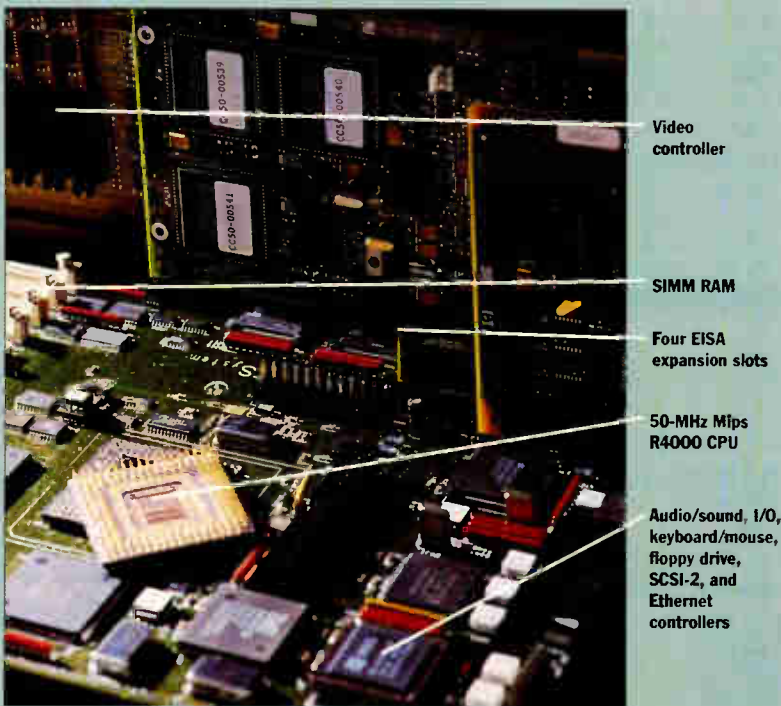 CC50-00539
CC50-00540
CC50-00541
System
Video
controller
SIMM RAM
Four EISA
expansion slots
50-MHz Mips
R4000 CPU
Audio/sound, I/O,
keyboard/mouse,
floppy drive,
SCSI-2, and
Ethernet
controllers